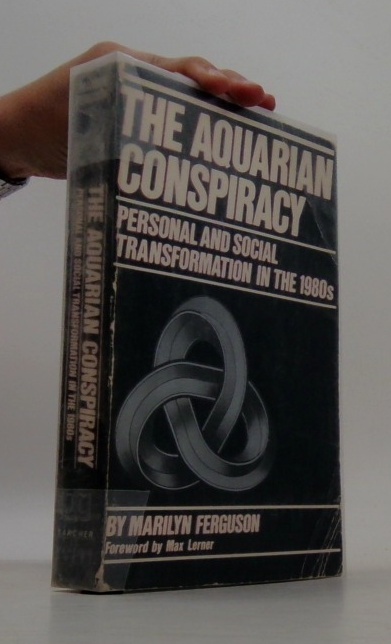 THE AQUARIAN
CONSPIRACY
PERSONAL AND SOCIAL
TRANSFORMATION IN THE 1980s
BY MARILYN FERGUSON
Foreword by Max Lerner
THE AQUARIAN CONSPIRACY
PERSONAL AND SOCIAL TRANSFORMATION IN THE 1980s
TARCHER